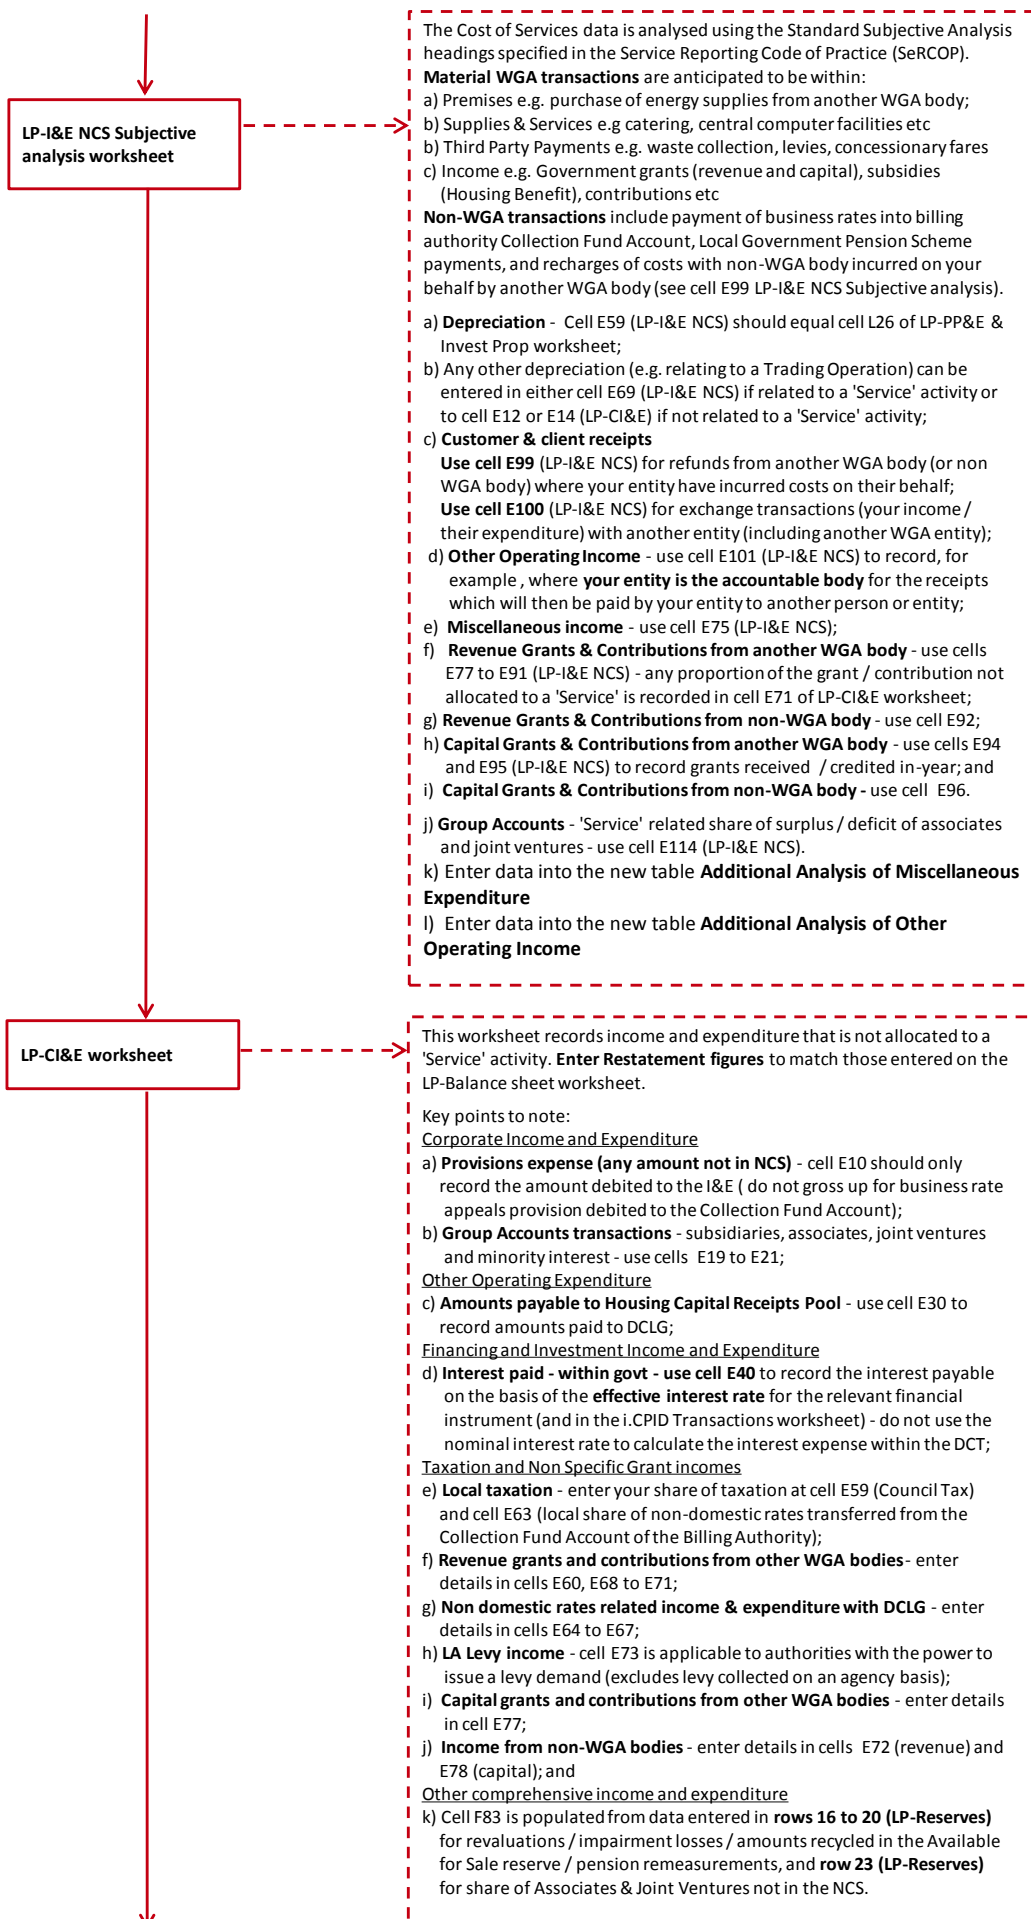 The Cost of Services data is analysed using the Standard Subjective Analysis
headings specified in the Service Reporting Code of Practice (SeRCOP).
Material WGA transactions are anticipated to be within:
a) Premises e.g. purchase of energy supplies from another WGA body;
b) Supplies & Services e.g catering, central computer facilities etc
b) Third Party Payments e.g. waste collection, levies, concessionary fares
c) Income e.g. Government grants (revenue and capital), subsidies
(Housing Benefit), contributions etc
Non-WGA transactions include payment of business rates into billing
authority Collection Fund Account, Local Government Pension Scheme
payments, and recharges of costs with non-WGA body incurred on your
behalf by another WGA body (see cell E99 LP-I&E NCS Subjective analysis).
LP-I&E NCS Subjective
analysis worksheet
a) Depreciation - Cell E59 (LP-I&E NCS) should equal cell L26 of LP-PP&E &
Invest Prop worksheet;
b) Any other depreciation (e.g. relating to a Trading Operation) can be
entered in either cell E69 (LP-I&E NCS) if related to a 'Service' activity or
to cell E12 or E14 (LP-CI&E) if not related to a 'Service' activity;
c) Customer & client receipts
Use cell E99 (LP-I&E NCS) for refunds from another WGA body (or non
WGA body) where your entity have incurred costs on their behalf;
Use cell E100 (LP-I&E NCS) for exchange transactions (your income /
their expenditure) with another entity (including another WGA entity);
d) Other Operating Income - use cell E101 (LP-I&E NCS) to record, for
example , where your entity is the accountable body for the receipts
which will then be paid by your entity to another person or entity;
e) Miscellaneous income - use cell E75 (LP-I&E NCS);
f) Revenue Grants & Contributions from another WGA body - use cells
E77 to E91 (LP-I&E NCS) - any proportion of the grant / contribution not
allocated to a 'Service' is recorded in cell E71 of LP-CI&E worksheet;
g) Revenue Grants & Contributions from non-WGA body - use cell E92;
h) Capital Grants & Contributions from another WGA body - use cells E94
and E95 (LP-I&E NCS) to record grants received / credited in-year; and
i) Capital Grants & Contributions from non-WGA body - use cell E96.
j) Group Accounts - 'Service' related share of surplus / deficit of associates
and joint ventures - use cell E114 (LP-I&E NCS).
k) Enter data into the new table Additional Analysis of Miscellaneous
Expenditure
l) Enter data into the new table Additional Analysis of Other
Operating Income
LP-CI&E worksheet
This worksheet records income and expenditure that is not allocated to a
'Service' activity. Enter Restatement figures to match those entered on the
LP-Balance sheet worksheet.
Key points to note:
Corporate Income and Expenditure
a) Provisions expense (any amount not in NCS) - cell E10 should only
record the amount debited to the I&E ( do not gross up for business rate
appeals provision debited to the Collection Fund Account);
b) Group Accounts transactions - subsidiaries, associates, joint ventures
and minority interest - use cells E19 to E21;
Other Operating Expenditure
c) Amounts payable to Housing Capital Receipts Pool - use cell E30 to
record amounts paid to DCLG;
Financing and Investment Income and Expenditure
d) Interest paid - within govt - use cell E40 to record the interest payable
on the basis of the effective interest rate for the relevant financial
instrument (and in the i.CPID Transactions worksheet) - do not use the
nominal interest rate to calculate the interest expense within the DCT;
Taxation and Non Specific Grant incomes
e) Local taxation - enter your share of taxation at cell E59 (Council Tax)
and cell E63 (local share of non-domestic rates transferred from the
Collection Fund Account of the Billing Authority);
f) Revenue grants and contributions from other WGA bodies- enter
details in cells E60, E68 to E71;
g) Non domestic rates related income & expenditure with DCLG - enter
details in cells E64 to E67;
h) LA Levy income - cell E73 is applicable to authorities with the power to
issue a levy demand (excludes levy collected on an agency basis);
i) Capital grants and contributions from other WGA bodies - enter details
in cell E77;
j) Income from non-WGA bodies - enter details in cells E72 (revenue) and
E78 (capital); and
Other comprehensive income and expenditure
k) Cell F83 is populated from data entered in rows 16 to 20 (LP-Reserves)
for revaluations / impairment losses / amounts recycled in the Available
for Sale reserve / pension remeasurements, and row 23 (LP-Reserves)
for share of Associates & Joint Ventures not in the NCS.